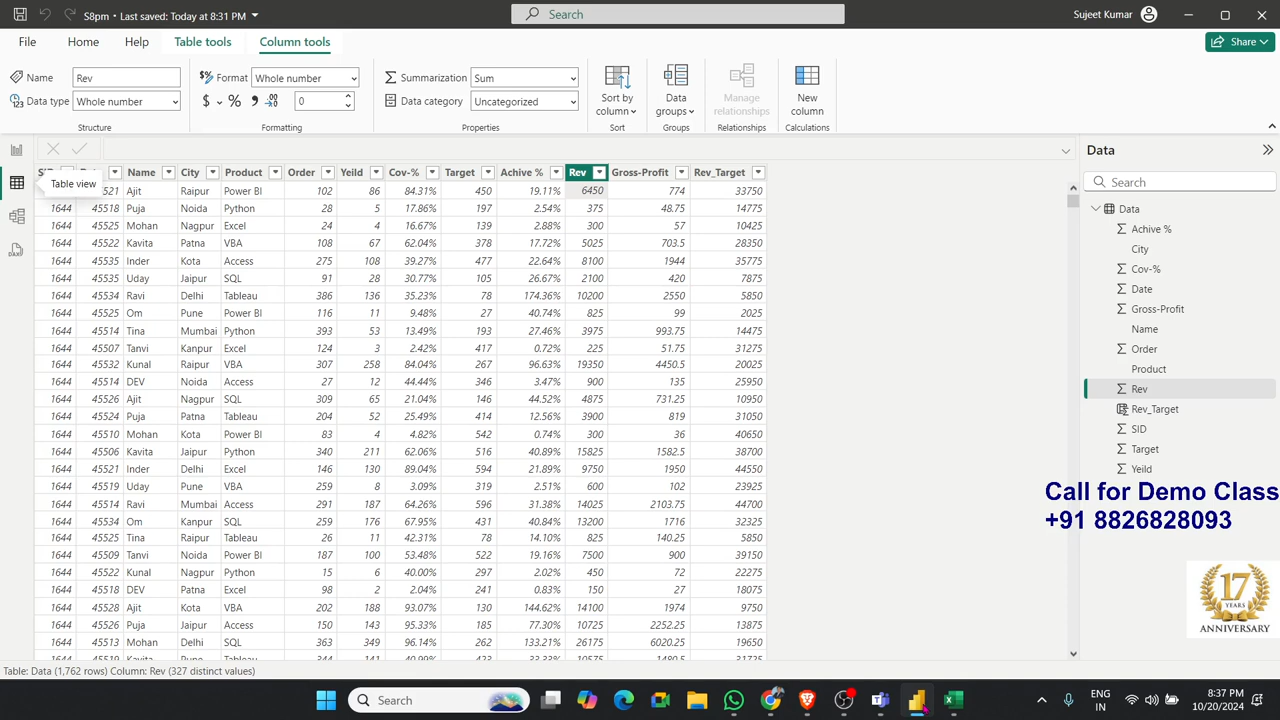 S8pm • Last saved: Today at 8:31 PM
Search
Sujeet Kumar
File Home Help Table tools Column tools
Share
Name Rev
Format Whole number
Summarization Sum
Data type Whole number
$ % 0
Data category Uncategorized
Sort by column
Data groups
Manage relationships
New column
Structure Formatting Properties Sort Groups Relationships Calculations
Table view
Name City Product Order Yeild Cov-% Target Achive % Rev Gross-Profit Rev_Target
521 Ajit Raipur Power BI 102 86 84.31% 450 19.11% 6450 774 33750
1644 45518 Puja Noida Python 28 5 17.86% 197 2.54% 375 48.75 14775
1644 45525 Mohan Nagpur Excel 24 4 16.67% 139 2.88% 300 57 10425
1644 45522 Kavita Patna VBA 108 67 62.04% 378 17.72% 5025 703.5 28350
1644 45535 Inder Kota Access 275 108 39.27% 477 22.64% 8100 1944 35775
1644 45535 Uday Jaipur SQL 91 28 30.77% 105 26.67% 2100 420 7875
1644 45534 Ravi Delhi Tableau 386 136 35.23% 78 174.36% 10200 2550 5850
1644 45525 Om Pune Power BI 116 11 9.48% 27 40.74% 825 99 2025
1644 45514 Tina Mumbai Python 393 53 13.49% 193 27.46% 3975 993.75 14475
1644 45507 Tanvi Kanpur Excel 124 3 2.42% 417 0.72% 225 51.75 31275
1644 45532 Kunal Raipur VBA 307 258 84.04% 267 96.63% 19350 4450.5 20025
1644 45514 DEV Noida Access 27 12 44.44% 346 3.47% 900 135 25950
1644 45526 Ajit Nagpur SQL 309 65 21.04% 146 44.52% 4875 731.25 10950
1644 45524 Puja Patna Tableau 204 52 25.49% 414 12.56% 3900 819 31050
1644 45510 Mohan Kota Power BI 83 4 4.82% 542 0.74% 300 36 40650
1644 45506 Kavita Jaipur Python 340 211 62.06% 516 40.89% 15825 1582.5 38700
1644 45521 Inder Delhi Excel 146 130 89.04% 594 21.89% 9750 1950 44550
1644 45519 Uday Pune VBA 259 8 3.09% 319 2.51% 600 102 23925
1644 45514 Ravi Mumbai Access 291 187 64.26% 596 31.38% 14025 2103.75 44700
1644 45521 Om Kanpur SQL 259 176 67.95% 431 40.84% 13200 1716 32325
1644 45525 Tina Raipur Tableau 26 11 42.31% 78 14.10% 825 140.25 5850
1644 45509 Tanvi Noida Power BI 187 100 53.48% 522 19.16% 7500 900 39150
1644 45522 Kunal Nagpur Python 15 6 40.00% 297 2.02% 450 72 22275
1644 45518 DEV Patna Excel 98 2 2.04% 241 0.83% 150 27 18075
1644 45528 Ajit Kota VBA 202 188 93.07% 130 144.62% 14100 1974 9750
1644 45526 Puja Jaipur Access 150 143 95.33% 185 77.30% 10725 2252.25 13875
1644 45513 Mohan Delhi SQL 363 349 96.14% 262 133.21% 26175 6020.25 19650
Table: Data (1,762 rows) Column: Rev (327 distinct values)
Data
Search
Data
Achive %
City
Cov-%
Date
Gross-Profit
Name
Order
Product
Rev
Rev_Target
SID
Target
Yeild
Call for Demo Class
+91 8826828093
17
YEARS
ANNIVERSARY
Search
ENG
IN
8:37 PM
10/20/2024